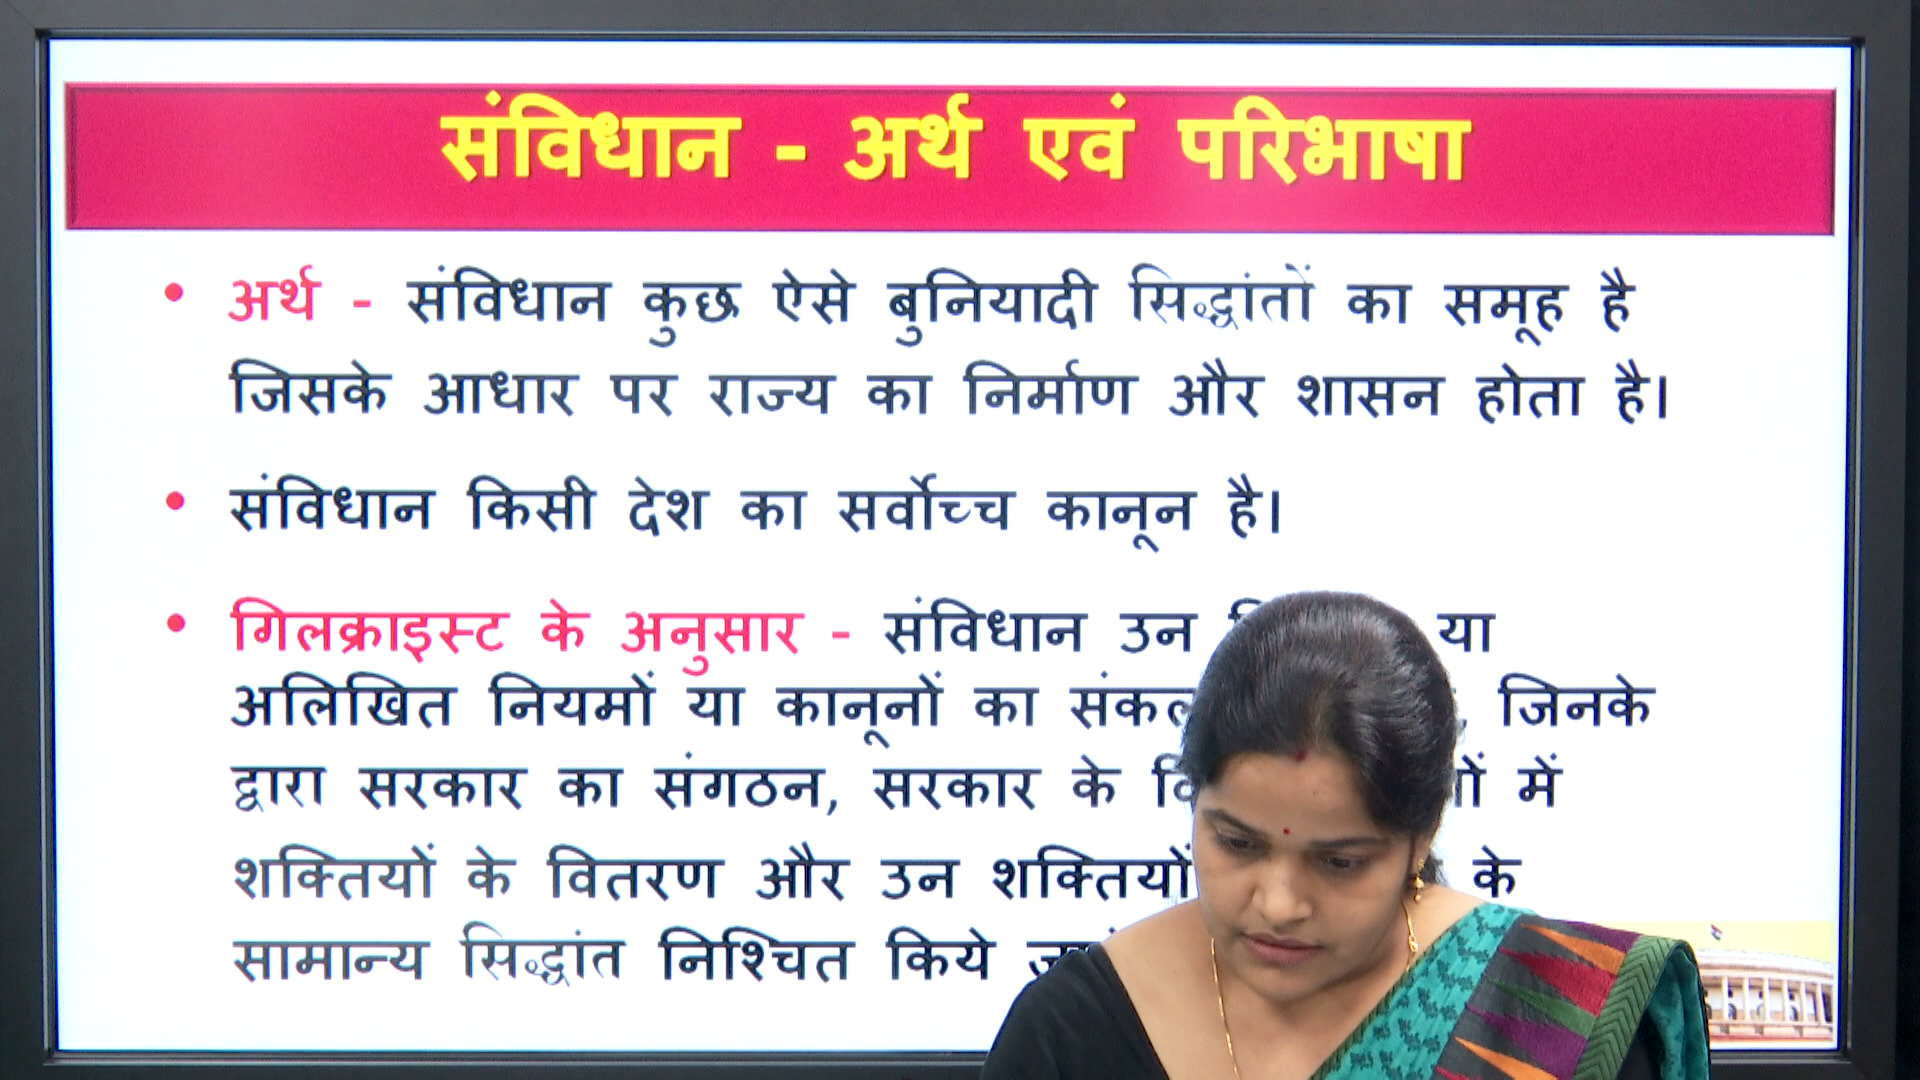 संविधान - अर्थ एवं परिभाषा
• अर्थ - संविधान कुछ ऐसे बुनियादी सिद्धांतों का समूह है
जिसके आधार पर राज्य का निर्माण और शासन होता है।
• संविधान किसी देश का सर्वोच्च कानून है।
• गिलक्राइस्ट के अनुसार - संविधान उन या
अलिखित नियमों या कानूनों का जिनके
द्वारा सरकार का संगठन, सरकार के में
शक्तियों के वितरण और उन शक्तियों के
सामान्य सिद्धांत निश्चित किये